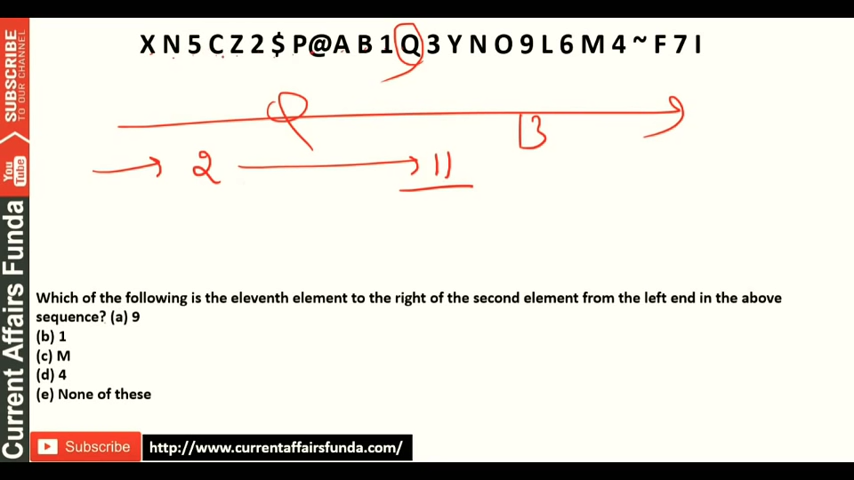 X N 5 C Z 2 $ P @ A B 1 Q 3 Y N O 9 L 6 M 4 ~ F 7 I
13
2 11
Which of the following is the eleventh element to the right of the second element from the left end in the above
sequence? (a) 9
(b) 1
(c) M
(d) 4
(e) None of these
SUBSCRIBE
TO OUR CHANNEL
You
Tube
Current Affairs Funda
Subscribe
http://www.currentaffairsfunda.com/